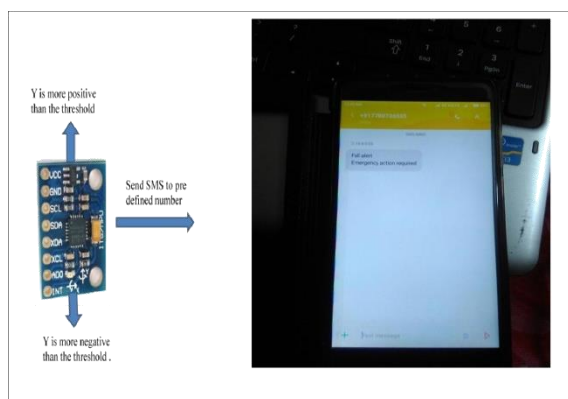 Y is more positive
than the threshold
VCC
GND
SCL
SDA
XDA
XCL
ADO
INT
Send SMS to pre
defined number
Y is more negative
than the threshold .
Fall alert
Emergency action required
Enter